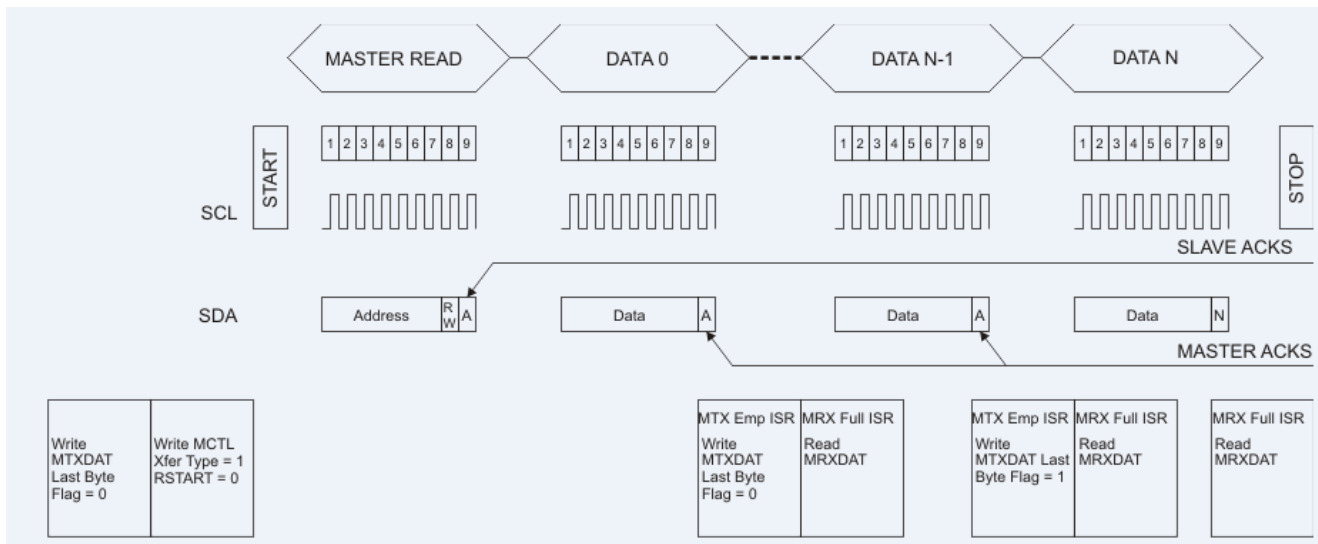 MASTER READ DATA 0 DATA N-1 DATA N
START
1 2 3 4 5 6 7 8 9 1 2 3 4 5 6 7 8 9 1 2 3 4 5 6 7 8 9 1 2 3 4 5 6 7 8 9
STOP
SCL
SLAVE ACKS
SDA
Address
R
W
A
Data A
Data A
Data N
MASTER ACKS
Write
MTXDAT
Last Byte
Flag = 0
Write MCTL
Xfer Type = 1
RSTART = 0
MTX Emp ISR
Write
MTXDAT
Last Byte
Flag = 0
MRX Full ISR
Read
MRXDAT
MTX Emp ISR
Write
MTXDAT Last
Byte Flag = 1
MRX Full ISR
Read
MRXDAT
MRX Full ISR
Read
MRXDAT